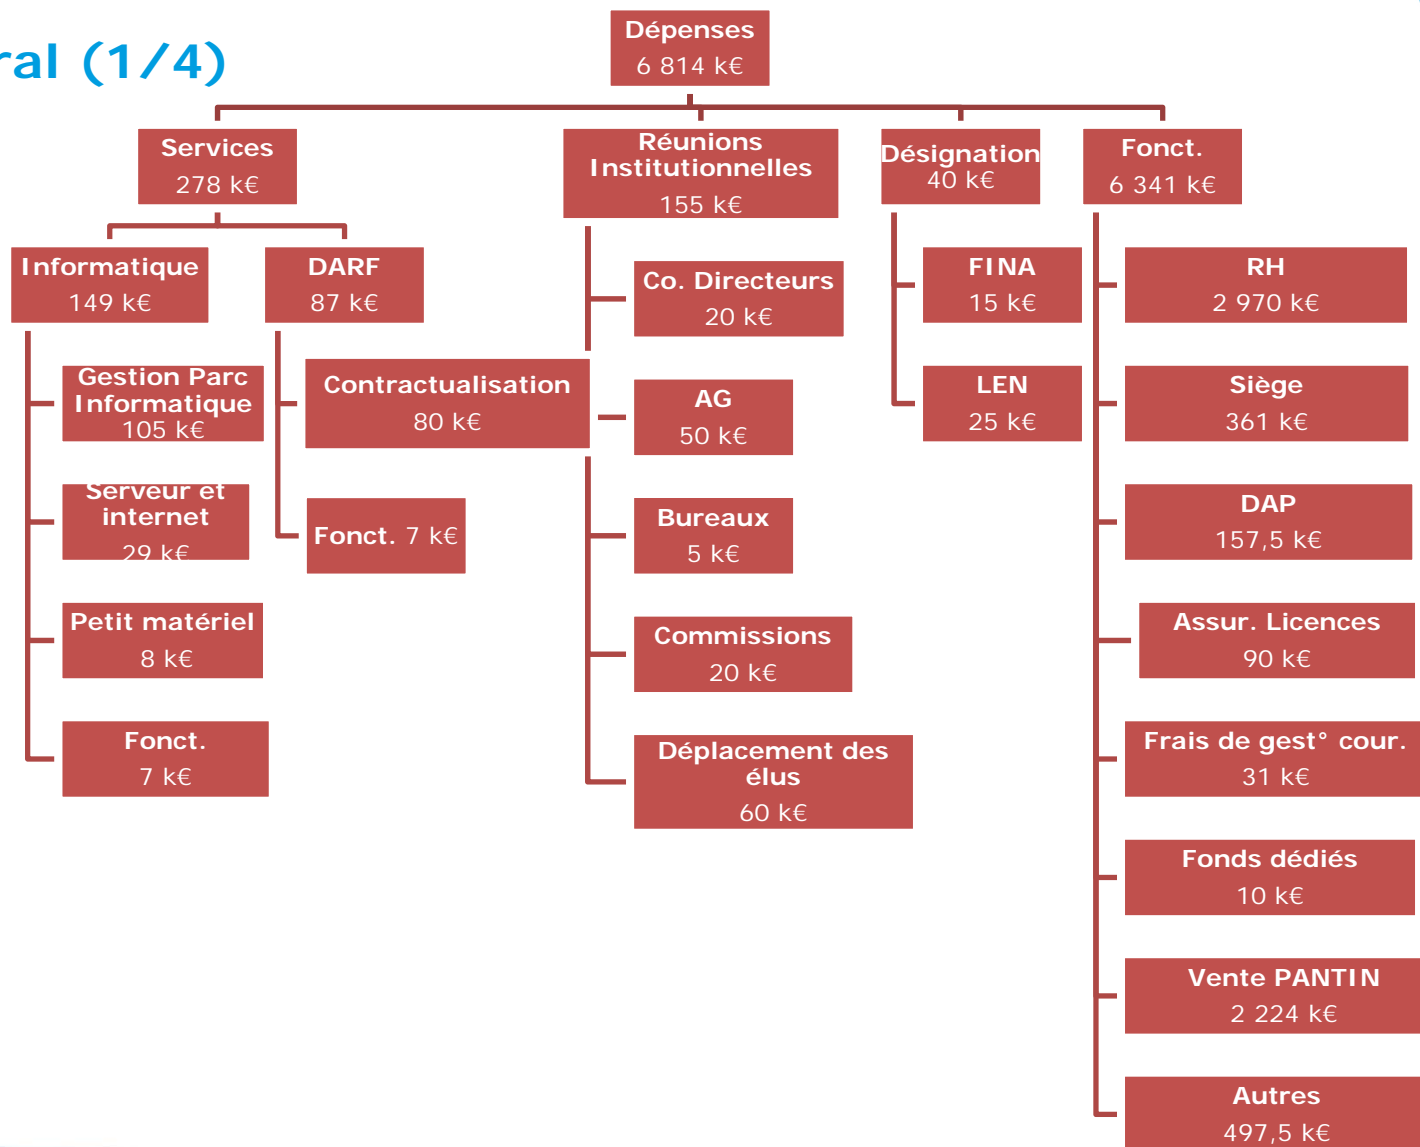 ral (1/4)
Dépenses
6 814 k€
Services
278 k€
Réunions
Institutionnelles
155 k€
Désignation
40 k€
Fonct.
6 341 k€
Informatique
149 k€
DARF
87 k€
Gestion Parc
Informatique
105 k€
Serveur et
internet
29 k€
Petit matériel
8 k€
Fonct.
7 k€
Contractualisation
80 k€
Fonct. 7 k€
Co. Directeurs
20 k€
AG
50 k€
Bureaux
5 k€
Commissions
20 k€
Déplacement des
élus
60 k€
FINA
15 k€
LEN
25 k€
RH
2 970 k€
Siège
361 k€
DAP
157,5 k€
Assur. Licences
90 k€
Frais de gest° cour.
31 k€
Fonds dédiés
10 k€
Vente PANTIN
2 224 k€
Autres
497,5 k€